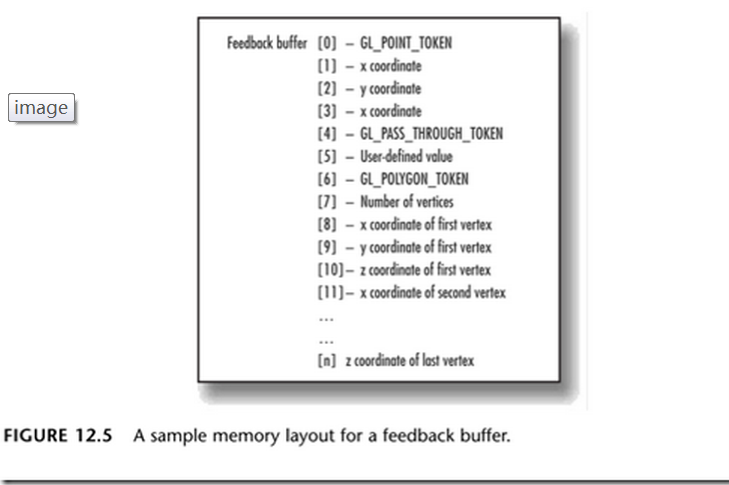 Feedback buffer [0] – GL_POINT_TOKEN
[1] – x coordinate
image
[2] – y coordinate
[3] – x coordinate
[4] – GL_PASS_THROUGH_TOKEN
[5] – User-defined value
[6] – GL_POLYGON_TOKEN
[7] – Number of vertices
[8] – x coordinate of first vertex
[9] – y coordinate of first vertex
[10] – z coordinate of first vertex
[11] – x coordinate of second vertex
...
...
[n] z coordinate of last vertex
FIGURE 12.5 A sample memory layout for a feedback buffer.